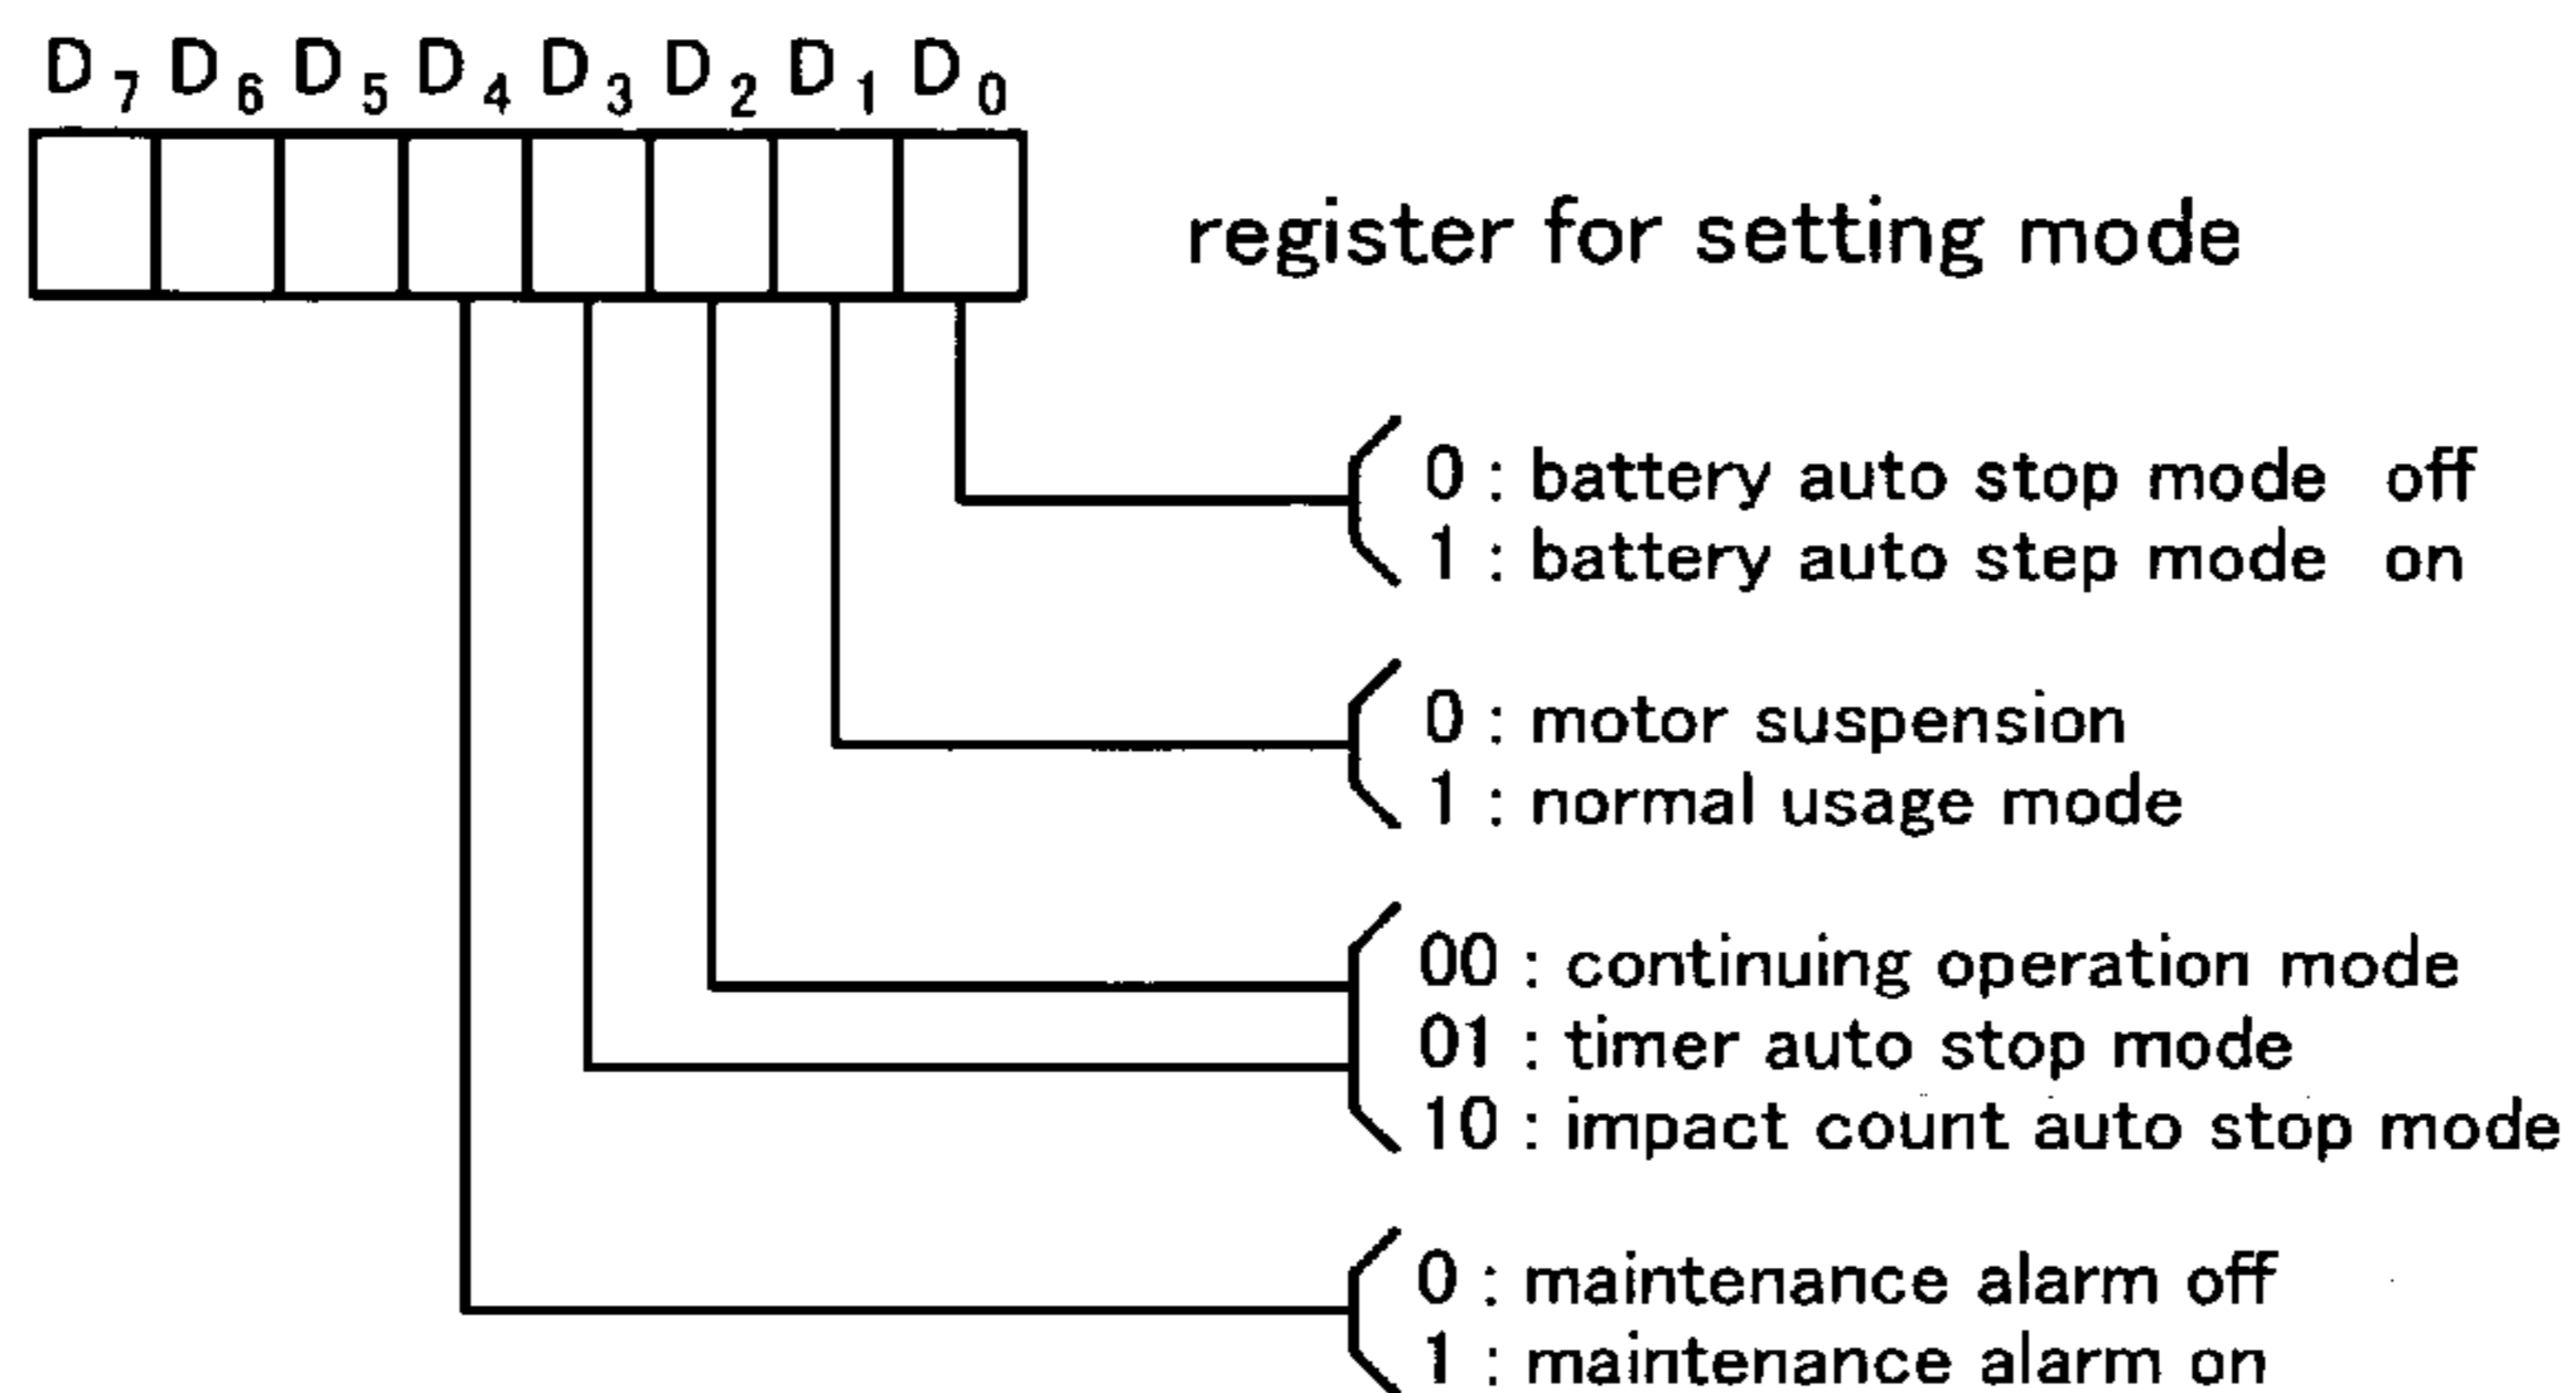 D7 D6 D5 D4 D3 D2 D1 D0
register for setting mode
0 : battery auto stop mode off
1 : battery auto step mode on
0 : motor suspension
1 : normal usage mode
00 : continuing operation mode
01 : timer auto stop mode
10 : impact count auto stop mode
0 : maintenance alarm off
1 : maintenance alarm on